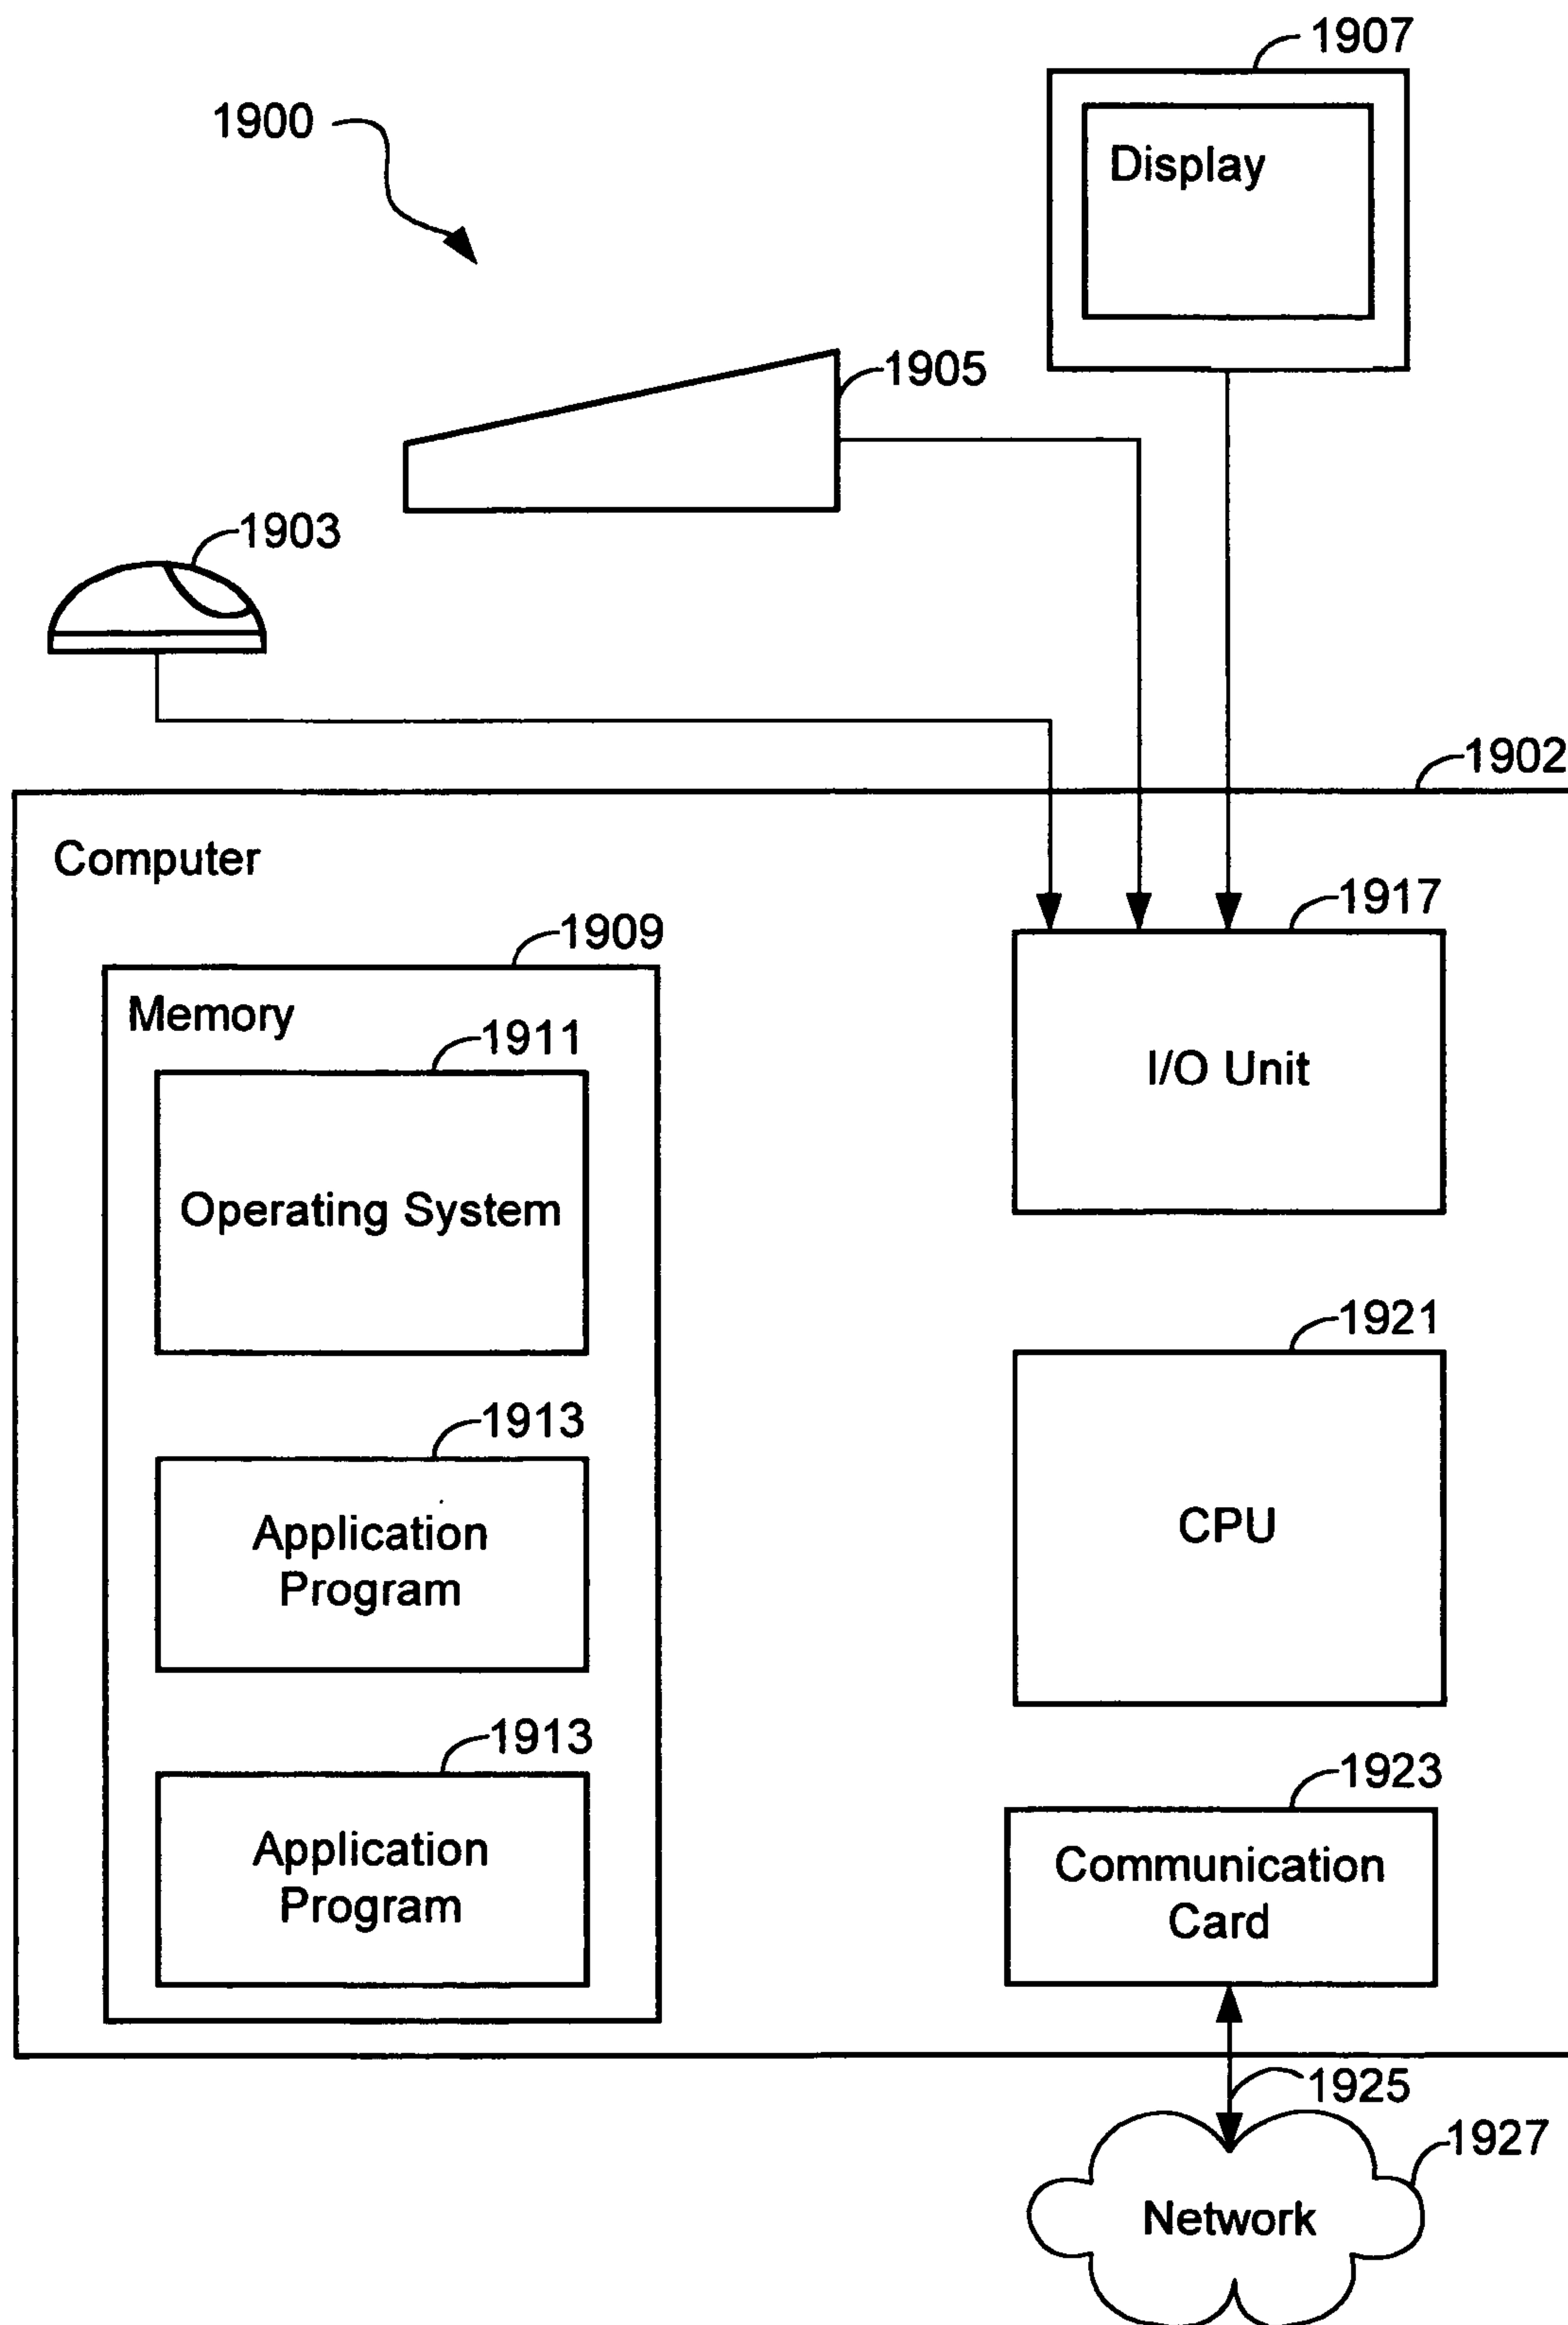 1907
1900
Display
1905
1903
1902
Computer
1917
1909
Memory
1911
I/O Unit
Operating System
1921
1913
Application
Program
CPU
1913
1923
Application
Program
Communication
Card
1925
1927
Network